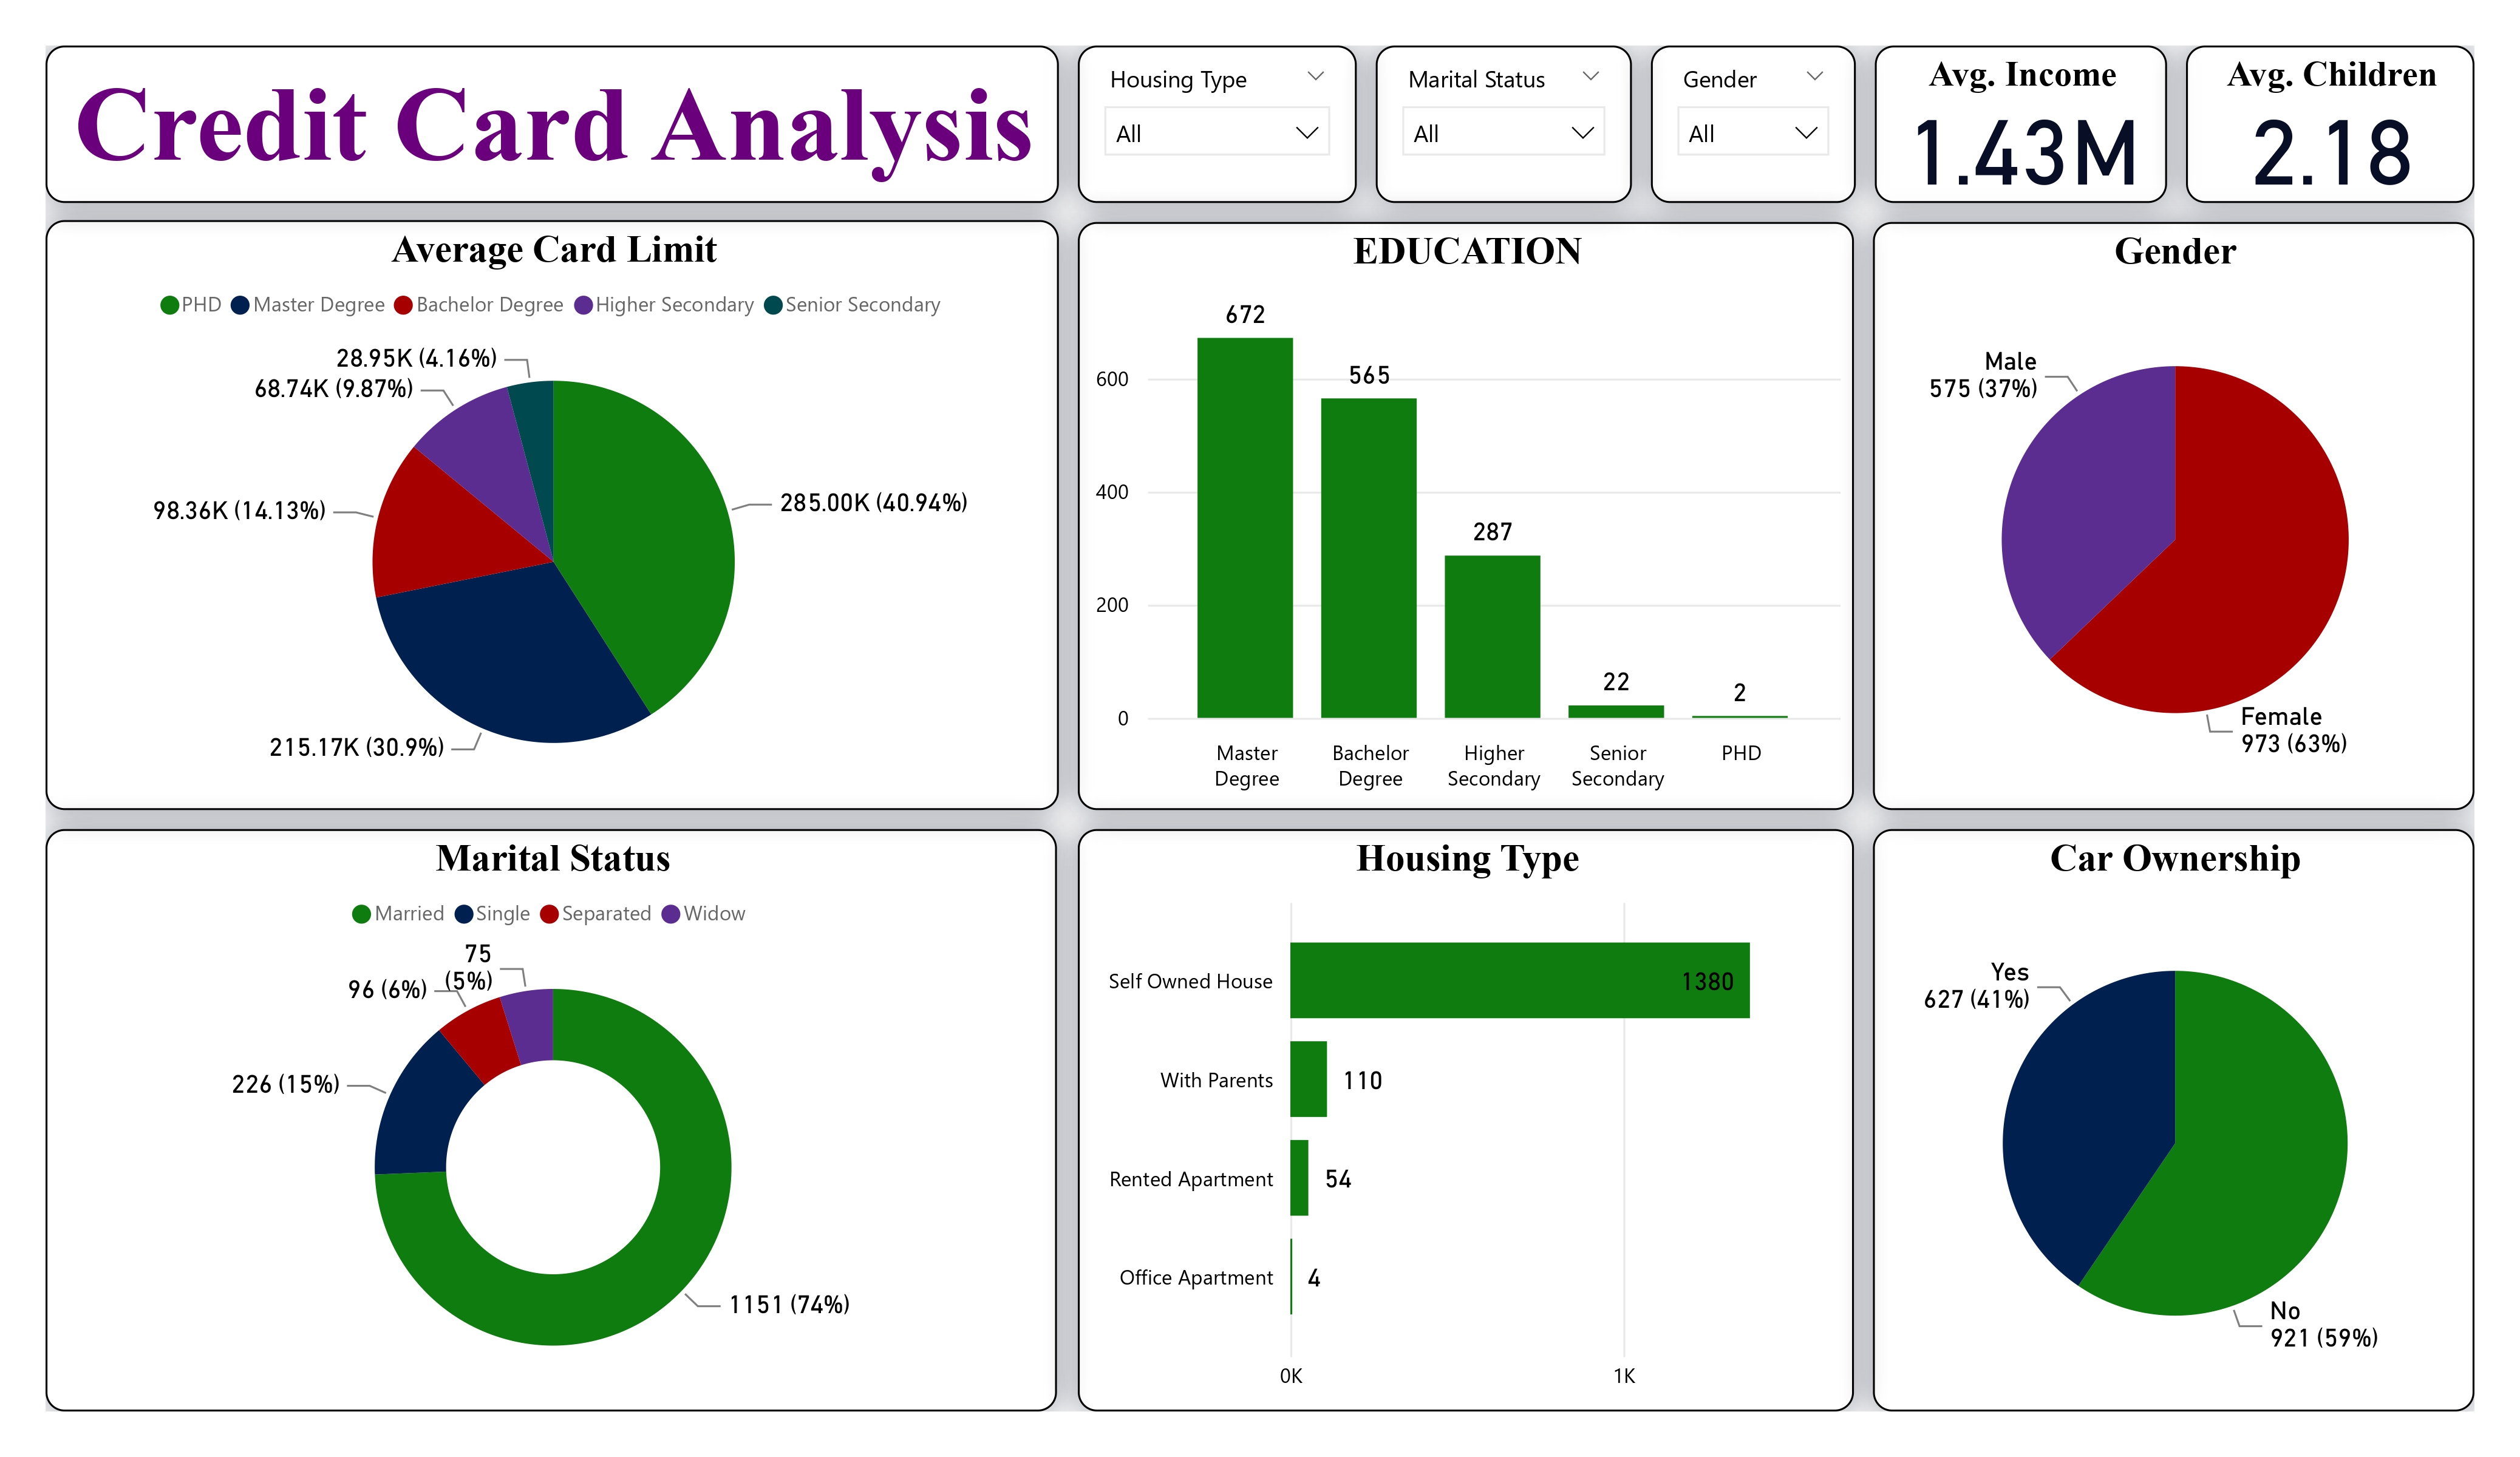 Credit Card Analysis
Housing Type
All
Marital Status
All
Gender
All
Avg. Income
1.43M
Avg. Children
2.18
Average Card Limit
PHD Master Degree Bachelor Degree Higher Secondary Senior Secondary
28.95K (4.16%)
68.74K (9.87%)
98.36K (14.13%)
285.00K (40.94%)
215.17K (30.9%)
EDUCATION
672
600
565
400
287
200
22
2
0
Master
Degree
Bachelor
Degree
Higher
Secondary
Senior
Secondary
PHD
Gender
Male
575 (37%)
Female
973 (63%)
Marital Status
Married Single Separated Widow
75
(5%)
96 (6%)
226 (15%)
1151 (74%)
Housing Type
Self Owned House 1380
With Parents 110
Rented Apartment 54
Office Apartment 4
0K 1K
Car Ownership
Yes
627 (41%)
No
921 (59%)